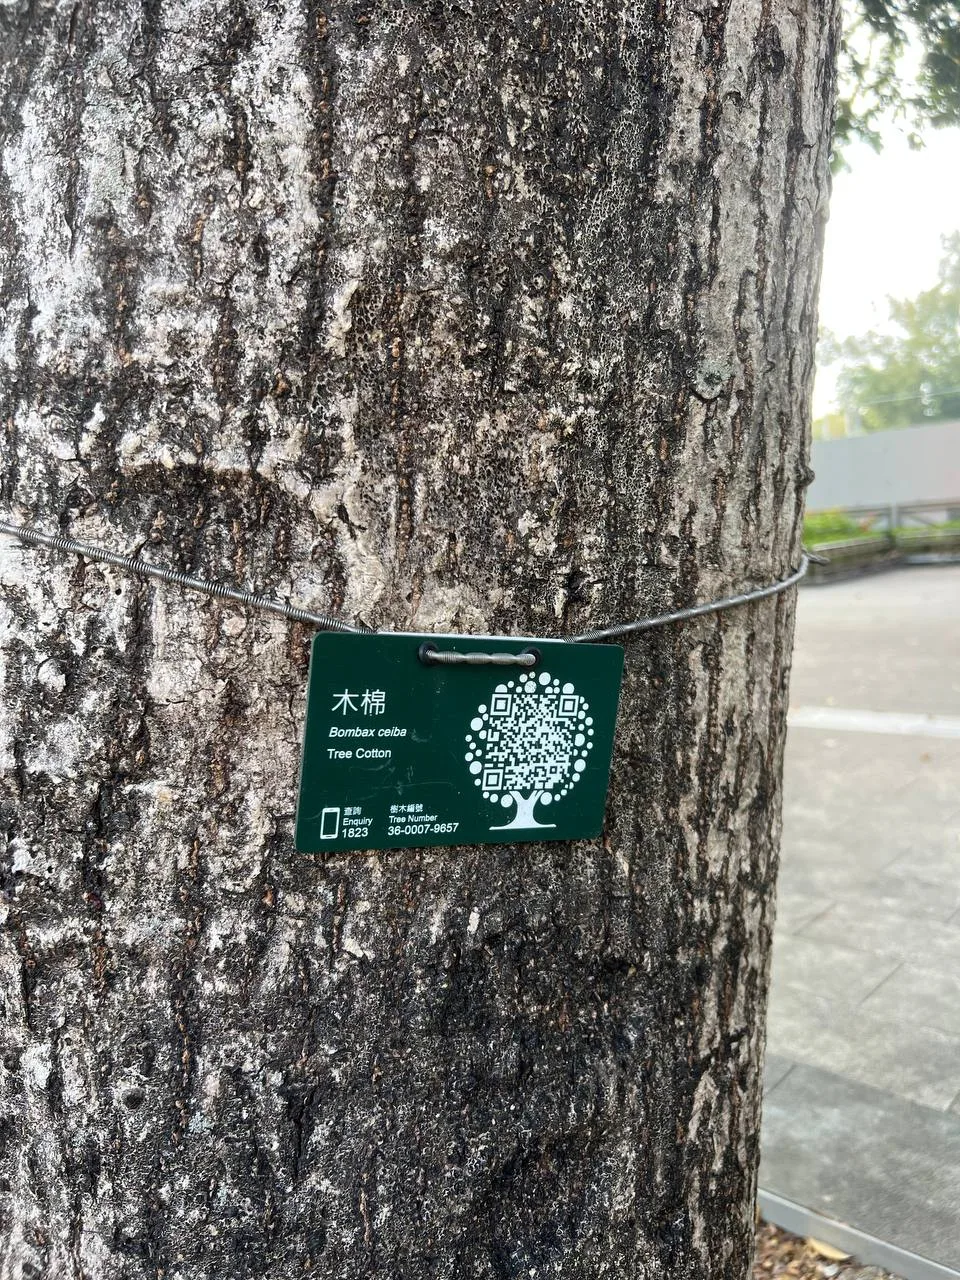 木棉
Bombax ceiba
Tree Cotton
查詢
Enquiry
1823
樹木編號
Tree Number
36-0007-9657